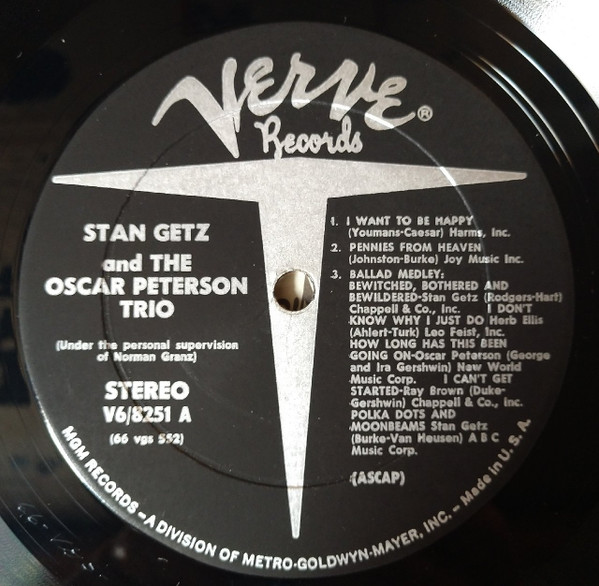 VERVE®
Records
STAN GETZ
and THE
OSCAR PETERSON
TRIO
(Under the personal supervision
of Norman Granz)
STEREO
V6/8251 A
(66 vgs 552)
1. I WANT TO BE HAPPY
(Youmans-Caesar) Harms, Inc.
2. PENNIES FROM HEAVEN
(Johnston-Burke) Joy Music Inc.
3. BALLAD MEDLEY:
BEWITCHED, BOTHERED AND
BEWILDERED-Stan Getz (Rodgers-Hart)
Chappell & Co., Inc. I DON'T
KNOW WHY I JUST DO Herb Ellis
(Ahlert-Turk) Leo Feist, Inc.
HOW LONG HAS THIS BEEN
GOING ON-Oscar Peterson (George
and Ira Gershwin) New World
Music Corp. I CAN'T GET
STARTED-Ray Brown (Duke-
Gershwin) Chappell & Co., Inc.
POLKA DOTS AND
MOONBEAMS Stan Getz
(Burke-Van Heusen) A B C
Music Corp.
(ASCAP)
MGM RECORDS – A DIVISION OF METRO-GOLDWYN-MAYER, INC. – Made in U. S. A.